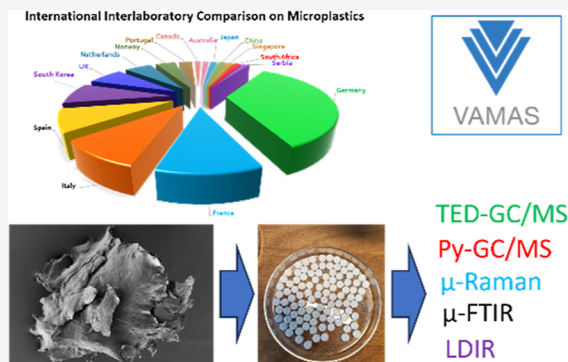 International Interlaboratory Comparison on Microplastics
Canada
Japan
Portugal
Australia
China
Norway
Singapore
Netherlands
South Africa
UK
Serbia
South Korea
Germany
Spain
Italy
France
VAMAS
TED-GC/MS
Py-GC/MS
μ-Raman
μ-FTIR
LDIR